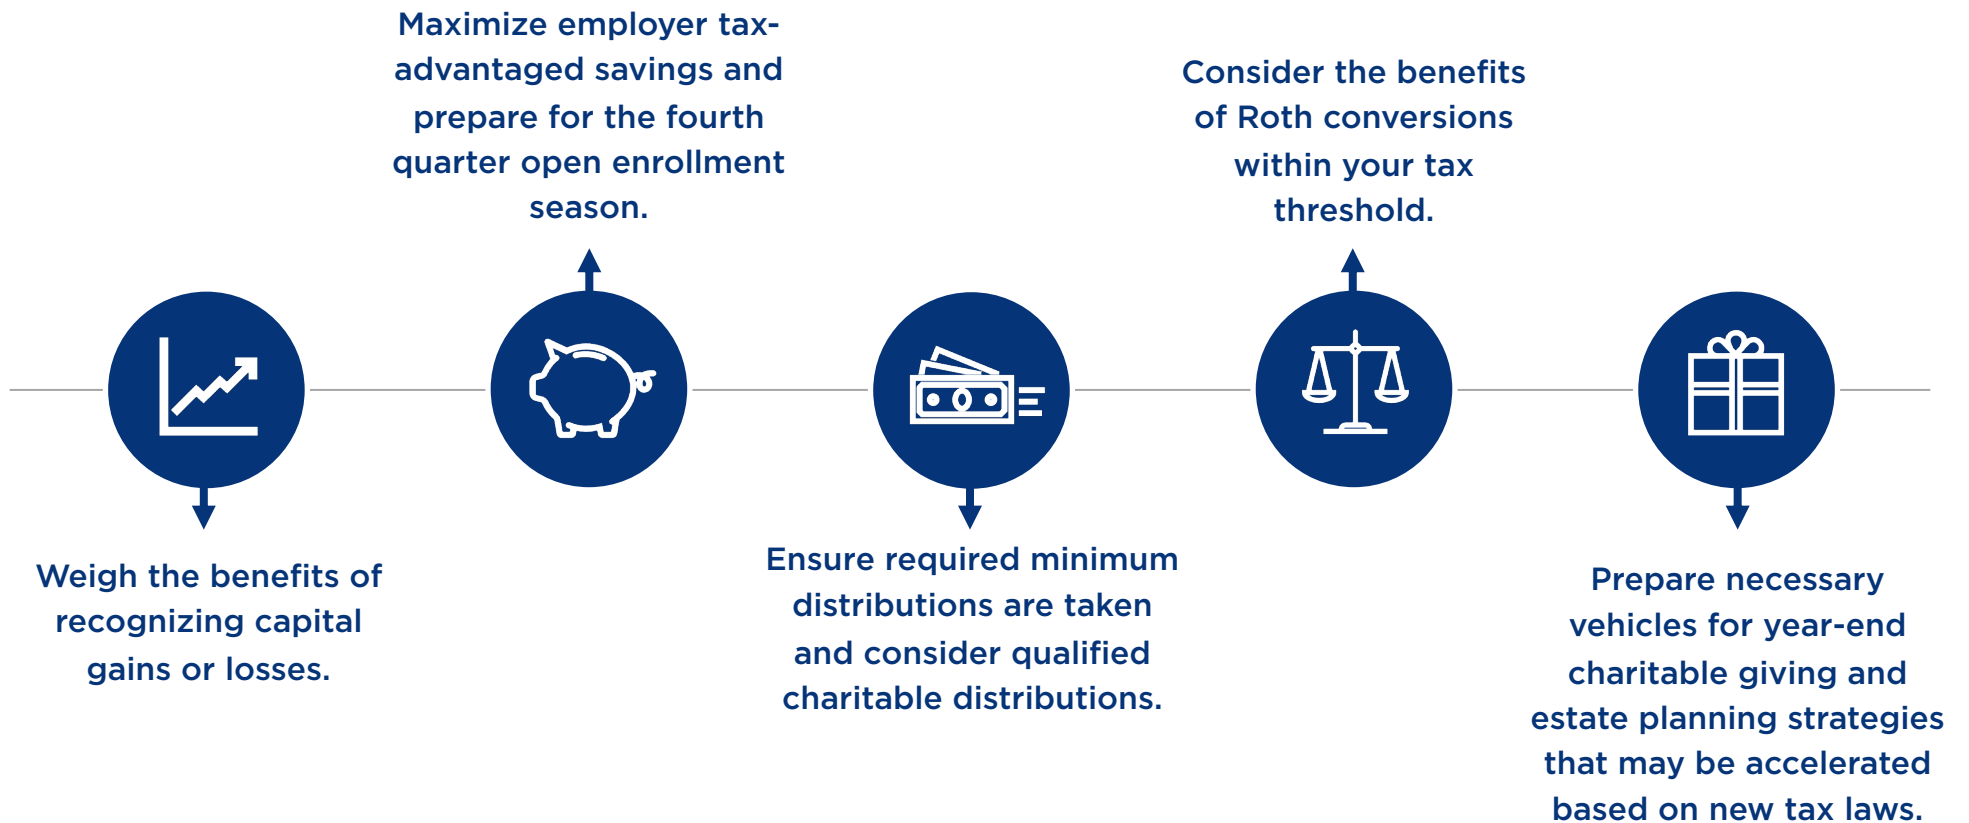 Maximize employer tax-
advantaged savings and
prepare for the fourth
quarter open enrollment
season.
Consider the benefits
of Roth conversions
within your tax
threshold.
Weigh the benefits of
recognizing capital
gains or losses.
Ensure required minimum
distributions are taken
and consider qualified
charitable distributions.
Prepare necessary
vehicles for year-end
charitable giving and
estate planning strategies
that may be accelerated
based on new tax laws.